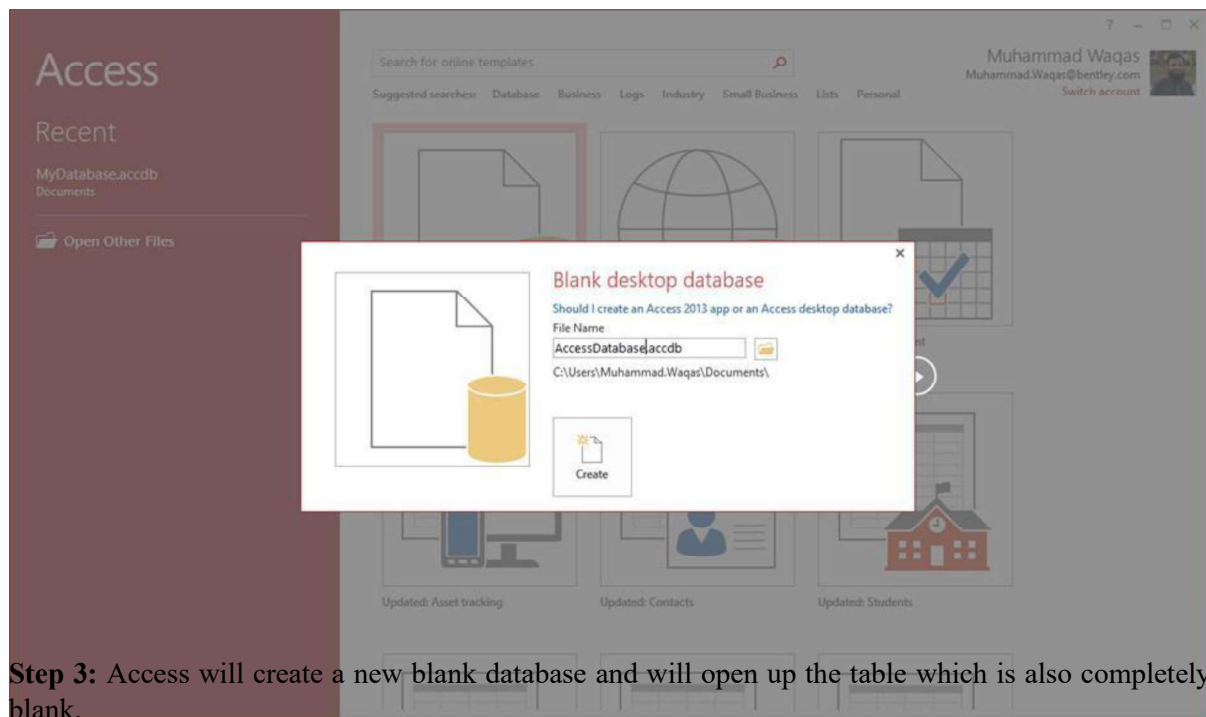 ? – □ ×
Access
Search for online templates
Muhammad Waqas
Muhammad.Waqas@bentley.com
Switch account
Suggested searches: Database Business Logs Industry Small Business Lists Personal
Recent
MyDatabase.accdb
Documents
Open Other Files
Blank desktop database
Should I create an Access 2013 app or an Access desktop database?
File Name
AccessDatabase.accdb
C:\Users\Muhammad.Waqas\Documents\
Create
Updated: Asset tracking
Updated: Contacts
Updated: Students
Step 3: Access will create a new blank database and will open up the table which is also completely
blank.